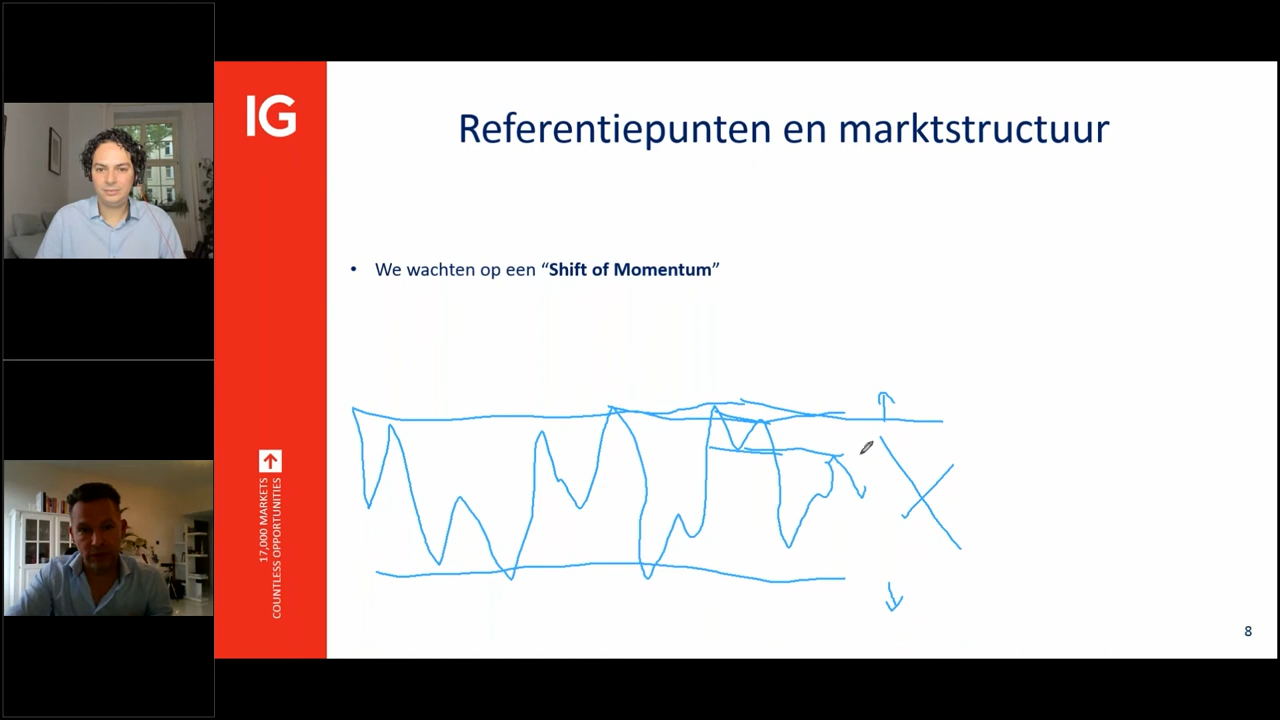 IG
Referentiepunten en marktstructuur
• We wachten op een “Shift of Momentum”
17,000 MARKETS
COUNTLESS OPPORTUNITIES
8